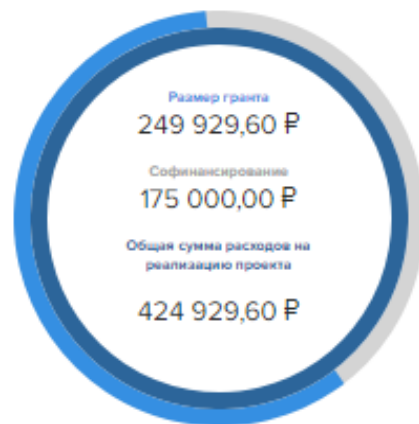 Размер гранта
249 929,60 ₽
Софинансирование
175 000,00 ₽
Общая сумма расходов на
реализацию проекта
424 929,60 ₽